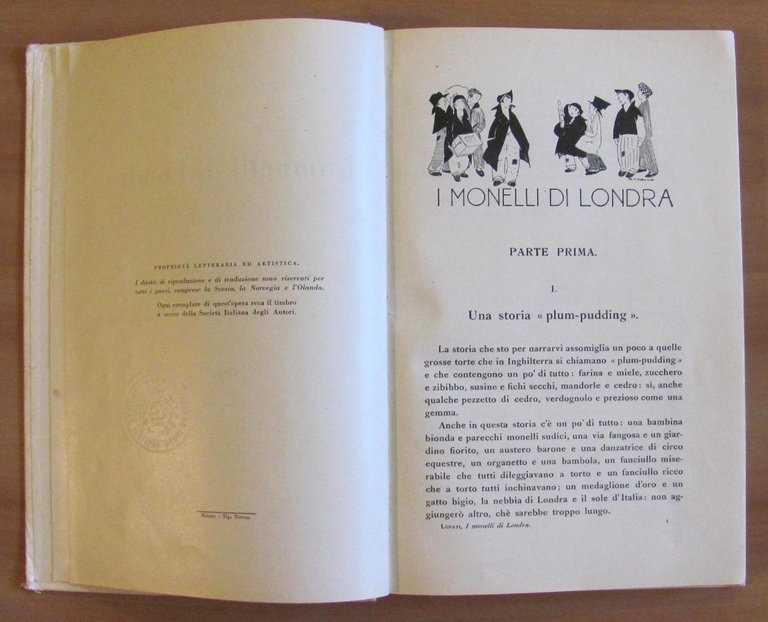 PROPRIETÀ LETTERARIA ED ARTISTICA.
I diritti di riproduzione e di traduzione sono riservati per
tutti i paesi, comprese la Svezia, la Norvegia e l'Olanda.
Ogni esemplare di quest'opera reca il timbro
a secco della Società Italiana degli Autori.
Milano - Tip. Treves.
I MONELLI DI LONDRA
PARTE PRIMA.
I.
Una storia « plum-pudding ».
La storia che sto per narrarvi assomiglia un poco a quelle
grosse torte che in Inghilterra si chiamano « plum-pudding »
e che contengono un po' di tutto: farina e miele, zucchero
e zibibbo, susine e fichi secchi, mandorle e cedro: sì, anche
qualche pezzetto di cedro, verdognolo e prezioso come una
gemma.
Anche in questa storia c'è un po' di tutto: una bambina
bionda e parecchi monelli sudici, una via fangosa e un giar-
dino fiorito, un austero barone e una danzatrice di circo
equestre, un organetto e una bambola, un fanciullo mise-
rabile che tutti dileggiavano a torto e un fanciullo ricco
che a torto tutti inchinavano; un medaglione d'oro e un
gatto bigio, la nebbia di Londra e il sole d'Italia: non ag-
giungerò altro, chè sarebbe troppo lungo.
LUPATI, I monelli di Londra.